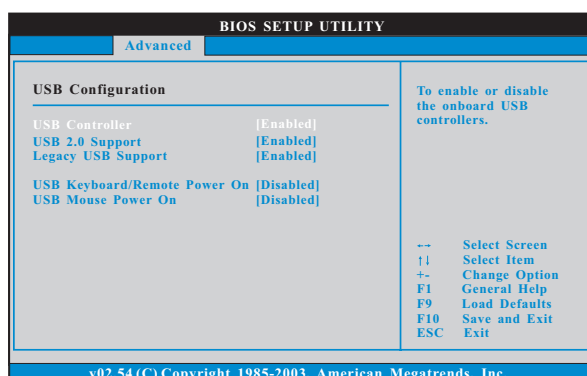 BIOS SETUP UTILITY
Advanced
USB Configuration
USB Controller [Enabled]
USB 2.0 Support [Enabled]
Legacy USB Support [Enabled]
USB Keyboard/Remote Power On [Disabled]
USB Mouse Power On [Disabled]
To enable or disable
the onboard USB
controllers.
←→ Select Screen
↑↓ Select Item
+- Change Option
F1 General Help
F9 Load Defaults
F10 Save and Exit
ESC Exit
v02.54 (C) Copyright 1985-2003, American Megatrends, Inc.